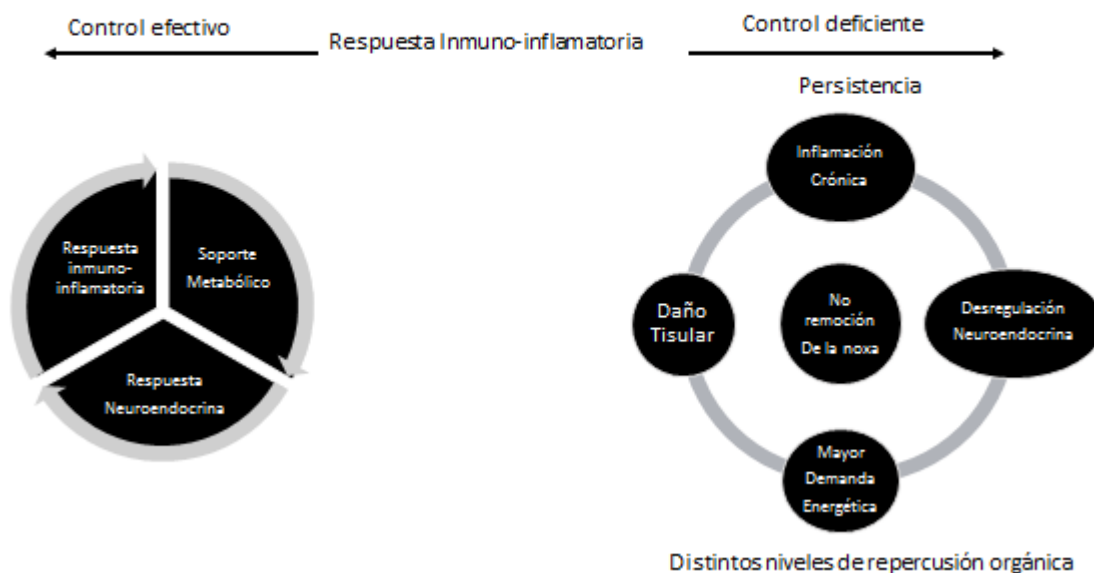 Control efectivo
Respuesta Inmuno-inflamatoria
Control deficiente
Persistencia
Respuesta
inmuno-
inflamatoria
Soporte
Metabólico
Respuesta
Neuroendocrina
Inflamación
Crónica
Daño
Tisular
No
remoción
De la noxa
Desregulación
Neuroendocrina
Mayor
Demanda
Energética
Distintos niveles de repercusión orgánica